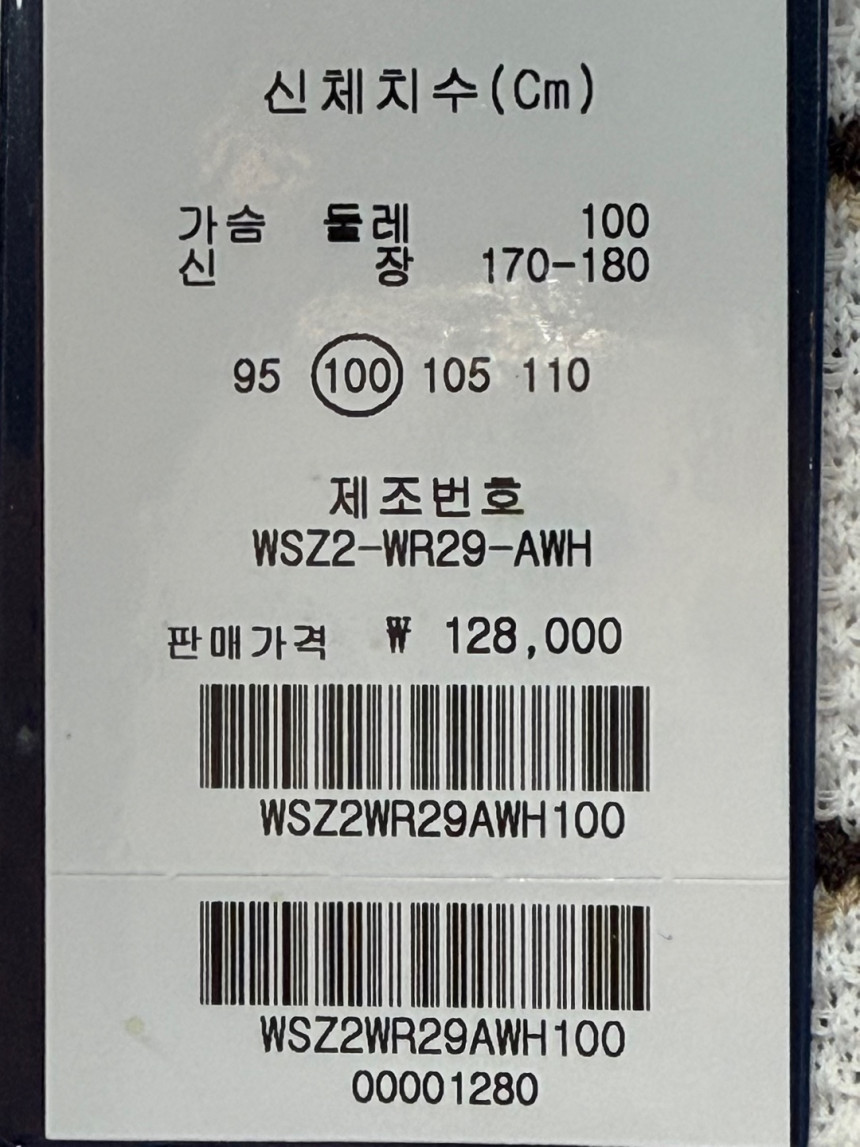 신체치수(Cm)
가슴 둘레 100
신 장 170-180
95 100 105 110
제조번호
WSZ2-WR29-AWH
판매가격 ₩ 128,000
WSZ2WR29AWH100
WSZ2WR29AWH100
00001280